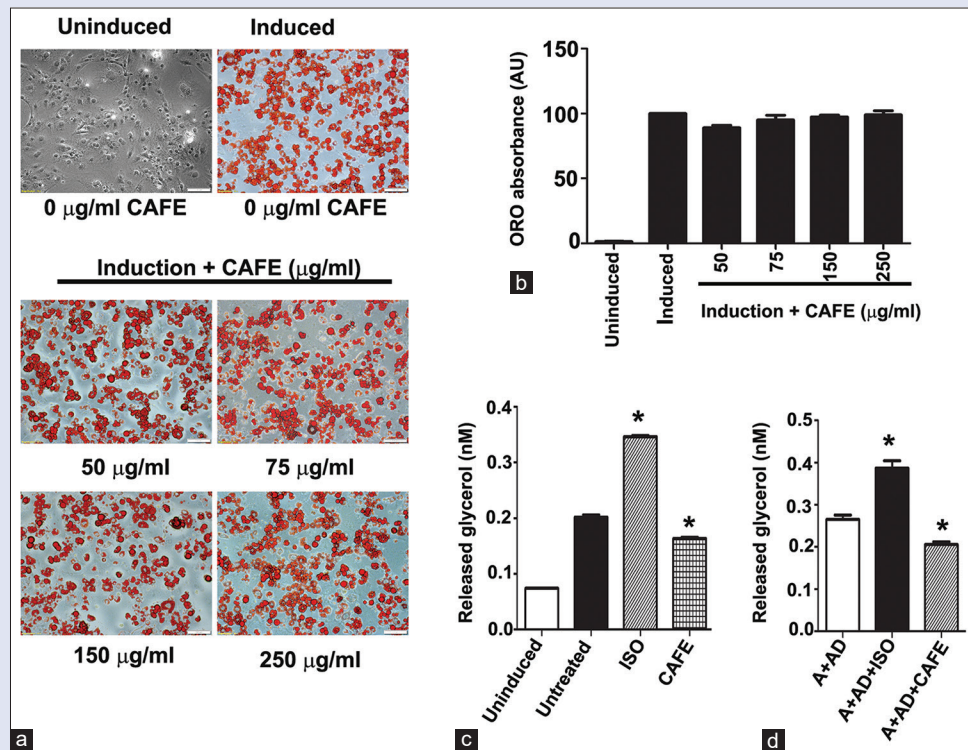 Uninduced Induced
0 μg/ml CAFE 0 μg/ml CAFE
Induction + CAFE (μg/ml)
50 μg/ml 75 μg/ml
150 μg/ml 250 μg/ml
a
ORO absorbance (AU)
150
100
50
0
Uninduced
Induced
50
75
150
250
Induction + CAFE (μg/ml)
b
Released glycerol (nM)
0.4
0.3
0.2
0.1
0.0
*
*
Uninduced
Untreated
ISO
CAFE
c
Released glycerol (nM)
0.5
0.4
0.3
0.2
0.1
0.0
*
*
A+AD
A+AD+ISO
A+AD+CAFE
d